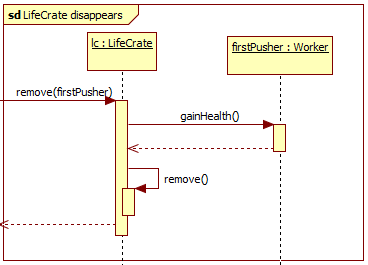 sd LifeCrate disappears
lc : LifeCrate
firstPusher : Worker
remove(firstPusher)
gainHealth()
remove()